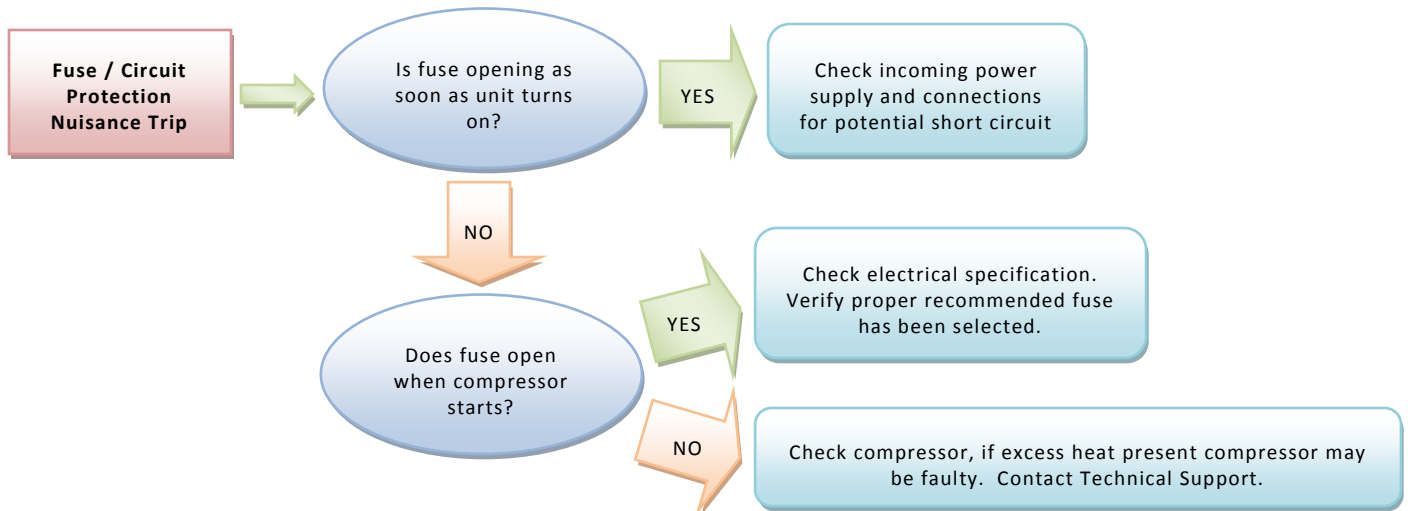 Fuse / Circuit
Protection
Nuisance Trip
Is fuse opening as
soon as unit turns
on?
YES
Check incoming power
supply and connections
for potential short circuit
NO
Does fuse open
when compressor
starts?
YES
Check electrical specification.
Verify proper recommended fuse
has been selected.
NO
Check compressor, if excess heat present compressor may
be faulty.  Contact Technical Support.